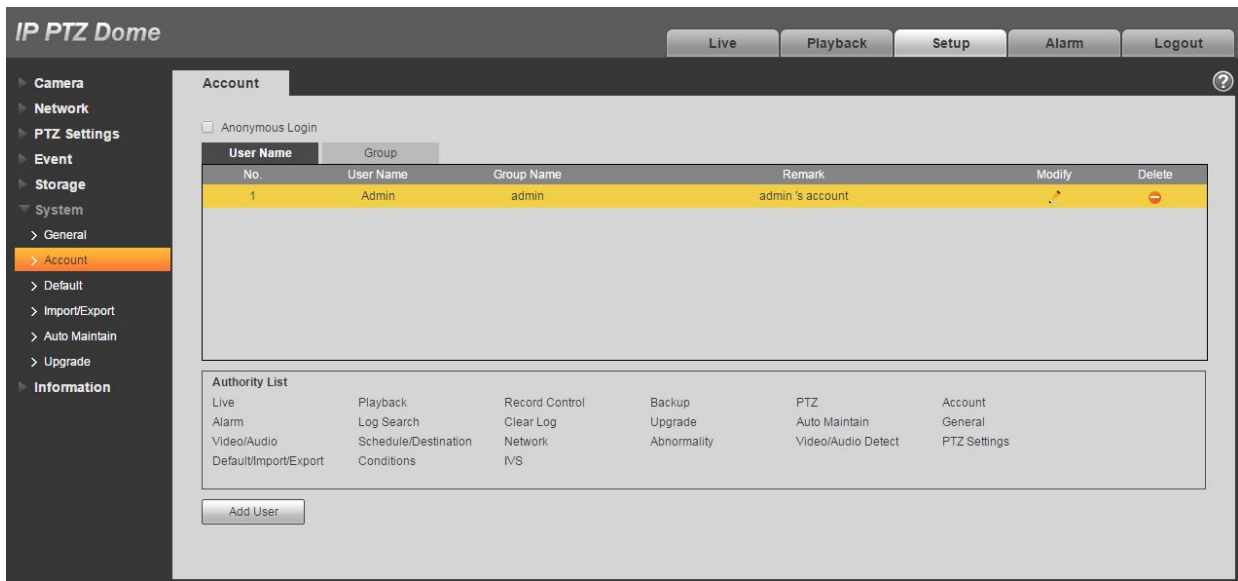 IP PTZ Dome
Live Playback Setup Alarm Logout
Camera
Network
PTZ Settings
Event
Storage
System
General
Account
Default
Import/Export
Auto Maintain
Upgrade
Information
Account
?
Anonymous Login
User Name Group
No. User Name Group Name Remark Modify Delete
1 Admin admin admin 's account
Authority List
Live Playback Record Control Backup PTZ Account
Alarm Log Search Clear Log Upgrade Auto Maintain General
Video/Audio Schedule/Destination Network Abnormality Video/Audio Detect PTZ Settings
Default/Import/Export Conditions IVS
Add User